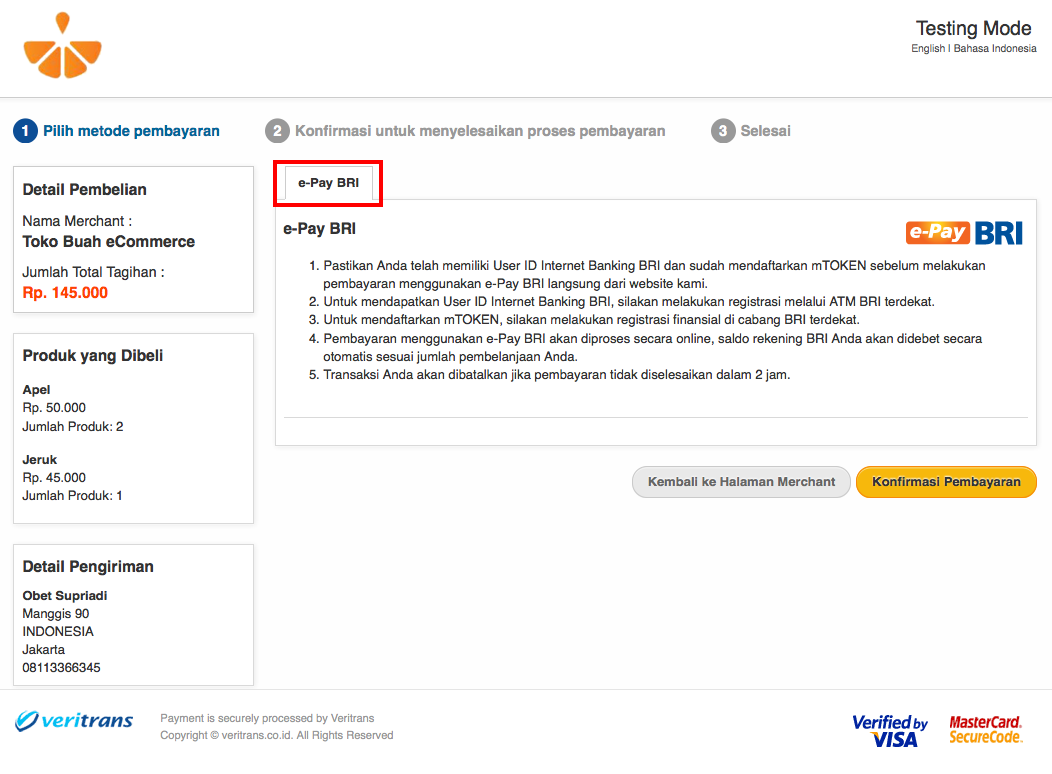 Testing Mode
English | Bahasa Indonesia
1 Pilih metode pembayaran
2 Konfirmasi untuk menyelesaikan proses pembayaran
3 Selesai
Detail Pembelian
Nama Merchant :
Toko Buah eCommerce
Jumlah Total Tagihan :
Rp. 145.000
Produk yang Dibeli
Apel
Rp. 50.000
Jumlah Produk: 2
Jeruk
Rp. 45.000
Jumlah Produk: 1
Detail Pengiriman
Obet Supriadi
Manggis 90
INDONESIA
Jakarta
08113366345
e-Pay BRI
e-Pay BRI
e-Pay BRI
1. Pastikan Anda telah memiliki User ID Internet Banking BRI dan sudah mendaftarkan mTOKEN sebelum melakukan
pembayaran menggunakan e-Pay BRI langsung dari website kami.
2. Untuk mendapatkan User ID Internet Banking BRI, silakan melakukan registrasi melalui ATM BRI terdekat.
3. Untuk mendaftarkan mTOKEN, silakan melakukan registrasi finansial di cabang BRI terdekat.
4. Pembayaran menggunakan e-Pay BRI akan diproses secara online, saldo rekening BRI Anda akan didebet secara
otomatis sesuai jumlah pembelanjaan Anda.
5. Transaksi Anda akan dibatalkan jika pembayaran tidak diselesaikan dalam 2 jam.
Kembali ke Halaman Merchant
Konfirmasi Pembayaran
veritrans
Payment is securely processed by Veritrans
Copyright © veritrans.co.id. All Rights Reserved
Verified by
VISA
MasterCard.
SecureCode.